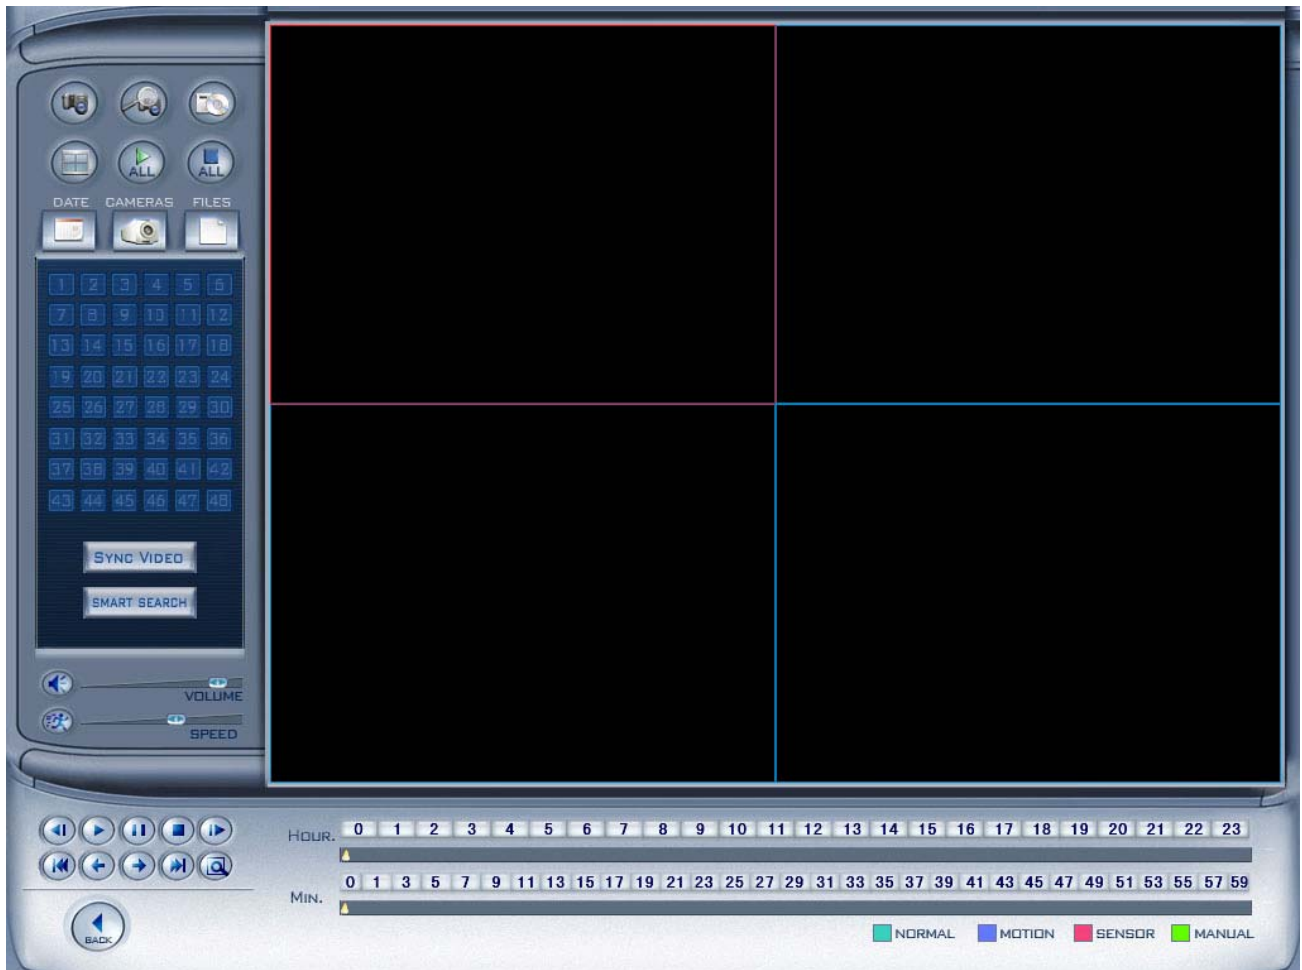 ALL ALL
DATE CAMERAS FILES
1 2 3 4 5 6
7 8 9 10 11 12
13 14 15 16 17 18
19 20 21 22 23 24
25 26 27 28 29 30
31 32 33 34 35 36
37 38 39 40 41 42
43 44 45 46 47 48
SYNC VIDEO
SMART SEARCH
VOLUME
SPEED
HOUR. 0 1 2 3 4 5 6 7 8 9 10 11 12 13 14 15 16 17 18 19 20 21 22 23
MIN. 0 1 3 5 7 9 11 13 15 17 19 21 23 25 27 29 31 33 35 37 39 41 43 45 47 49 51 53 55 57 59
BACK
NORMAL MOTION SENSOR MANUAL